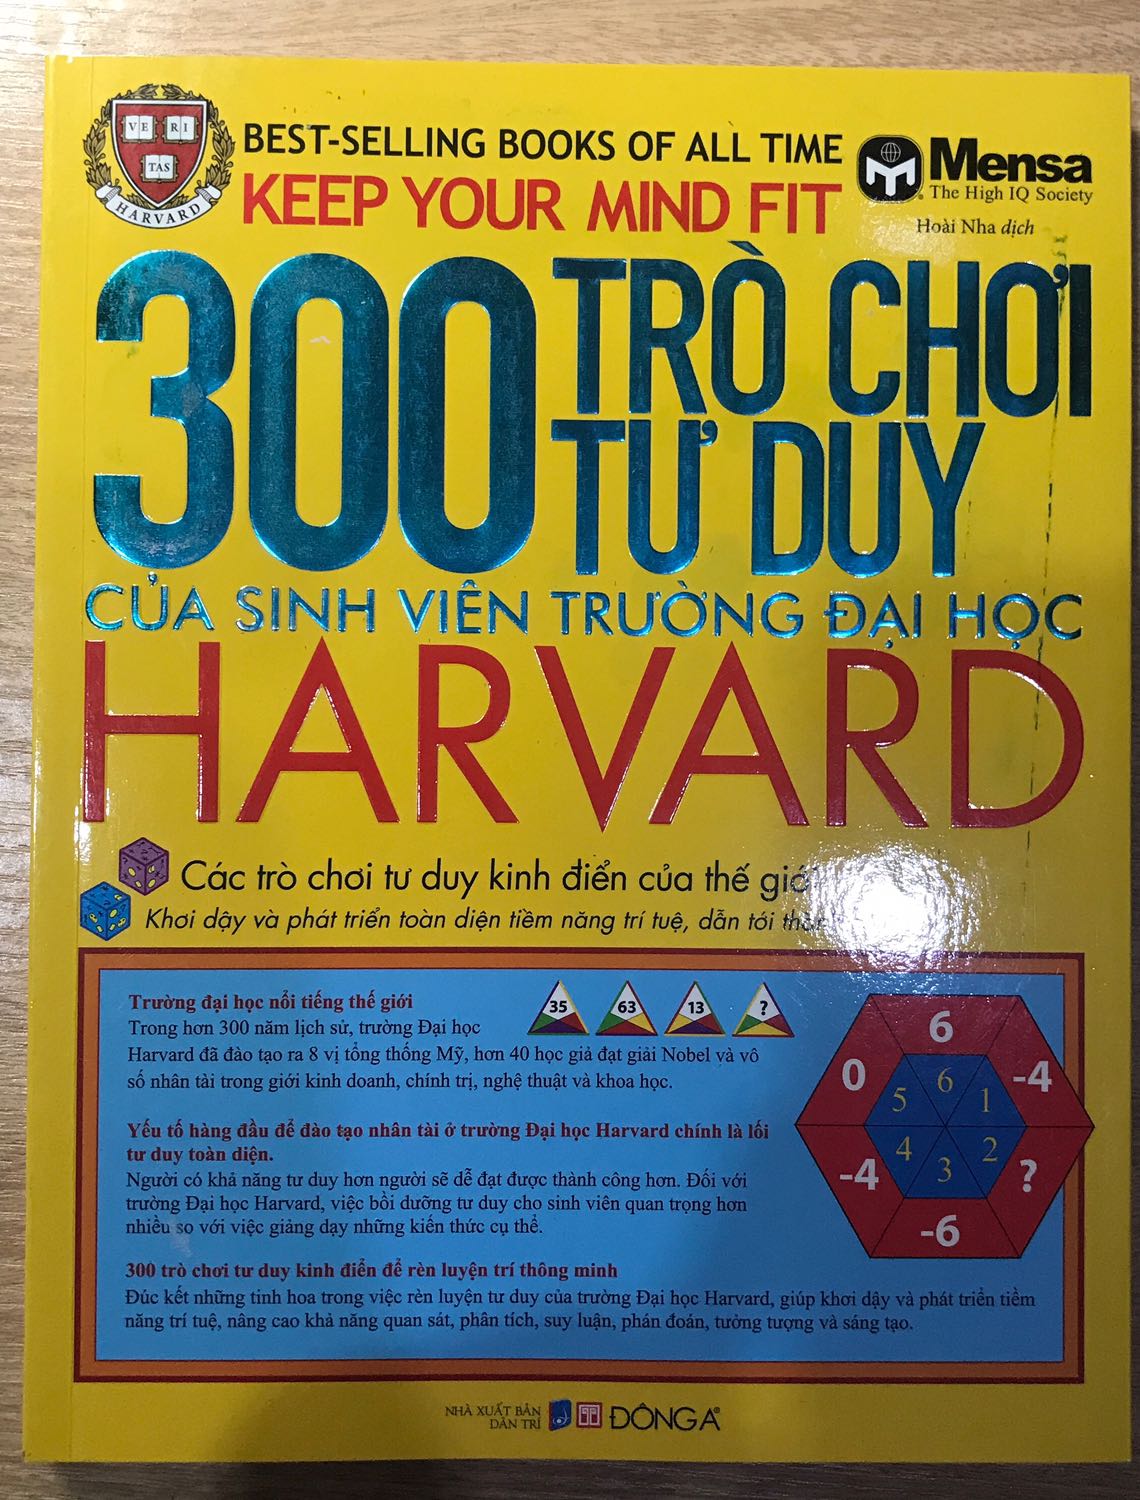 VE RI
TAS
HARVARD
BEST-SELLING BOOKS OF ALL TIME
KEEP YOUR MIND FIT
Mensa
The High IQ Society
Hoài Nha dịch
300 TRÒ CHƠI
TƯ DUY
CỦA SINH VIÊN TRƯỜNG ĐẠI HỌC
HARVARD
Các trò chơi tư duy kinh điển của thế giới
Khơi dậy và phát triển toàn diện tiềm năng trí tuệ, dẫn tới
Trường đại học nổi tiếng thế giới
Trong hơn 300 năm lịch sử, trường Đại học
Harvard đã đào tạo ra 8 vị tổng thống Mỹ, hơn 40 học giả đạt giải Nobel và vô
số nhân tài trong giới kinh doanh, chính trị, nghệ thuật và khoa học.
35 63 13 ?
Yếu tố hàng đầu để đào tạo nhân tài ở trường Đại học Harvard chính là lối
tư duy toàn diện.
Người có khả năng tư duy hơn người sẽ dễ đạt được thành công hơn. Đối với
trường Đại học Harvard, việc bồi dưỡng tư duy cho sinh viên quan trọng hơn
nhiều so với việc giảng dạy những kiến thức cụ thể.
6
0 -4
5 6 1
4 3 2
-4 ?
-6
300 trò chơi tư duy kinh điển để rèn luyện trí thông minh
Đúc kết những tinh hoa trong việc rèn luyện tư duy của trường Đại học Harvard, giúp khơi dậy và phát triển tiềm
năng trí tuệ, nâng cao khả năng quan sát, phân tích, suy luận, phán đoán, tưởng tượng và sáng tạo.
NHÀ XUẤT BẢN
DÂN TRÍ
ĐÔNG A